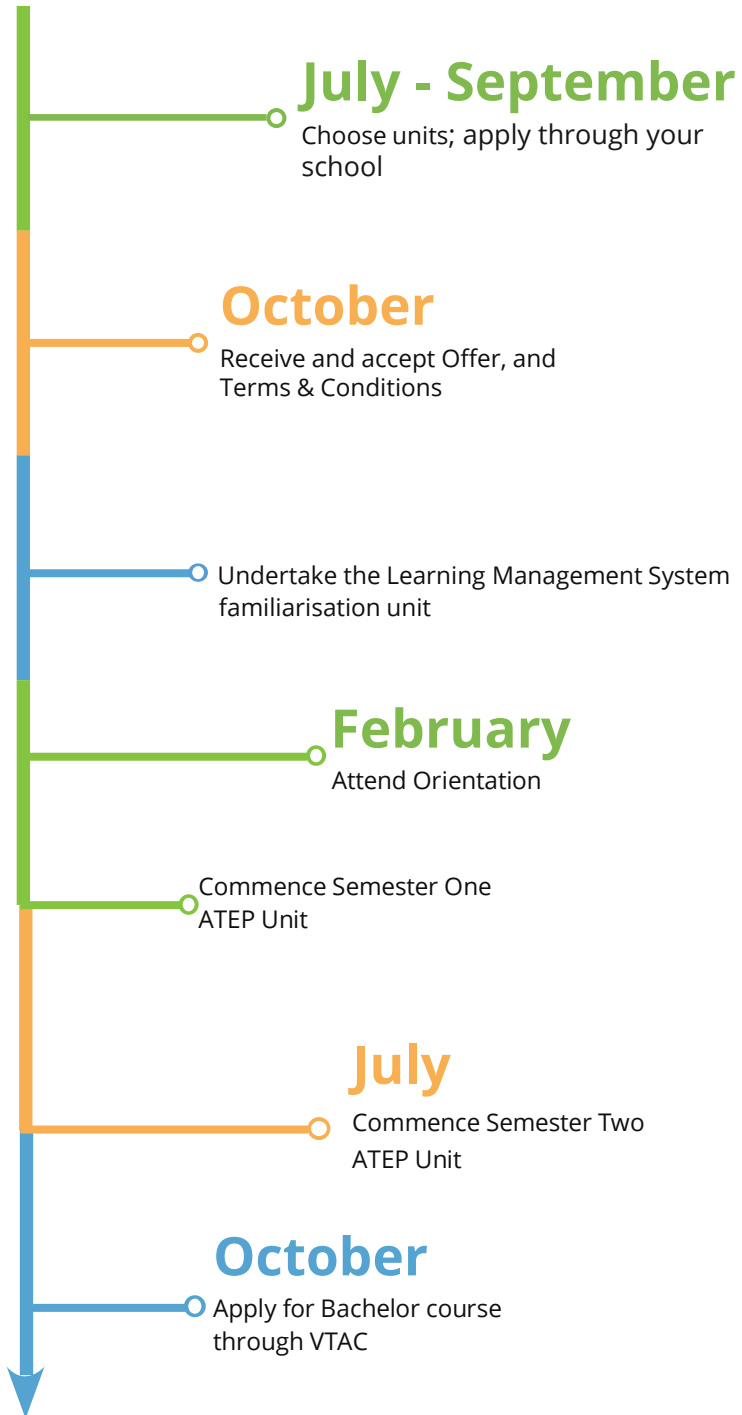 July - September
Choose units; apply through your
school
October
Receive and accept Offer, and
Terms & Conditions
Undertake the Learning Management System
familiarisation unit
February
Attend Orientation
Commence Semester One
ATEP Unit
July
Commence Semester Two
ATEP Unit
October
Apply for Bachelor course
through VTAC